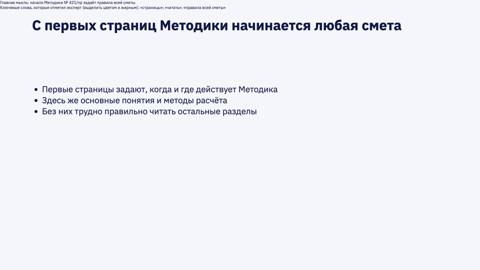 Главная мысль: начало Методики № 421/пр задаёт правила всей сметы.
Ключевые слова, которые отметил эксперт (выделить цветом и жирным): «страницы»; «читать»; «правила всей сметы»
С первых страниц Методики начинается любая смета
• Первые страницы задают, когда и где действует Методика
• Здесь же основные понятия и методы расчёта
• Без них трудно правильно читать остальные разделы